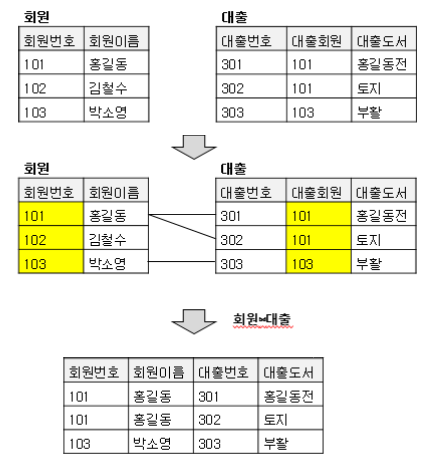 회원 대출
회원번호 회원이름 대출번호 대출회원 대출도서
101 홍길동 301 101 홍길동전
102 김철수 302 101 토지
103 박소영 303 103 부활
회원 대출
회원번호 회원이름 대출번호 대출회원 대출도서
101 홍길동 301 101 홍길동전
102 김철수 302 101 토지
103 박소영 303 103 부활
회원⋈대출
회원번호 회원이름 대출번호 대출도서
101 홍길동 301 홍길동전
101 홍길동 302 토지
103 박소영 303 부활